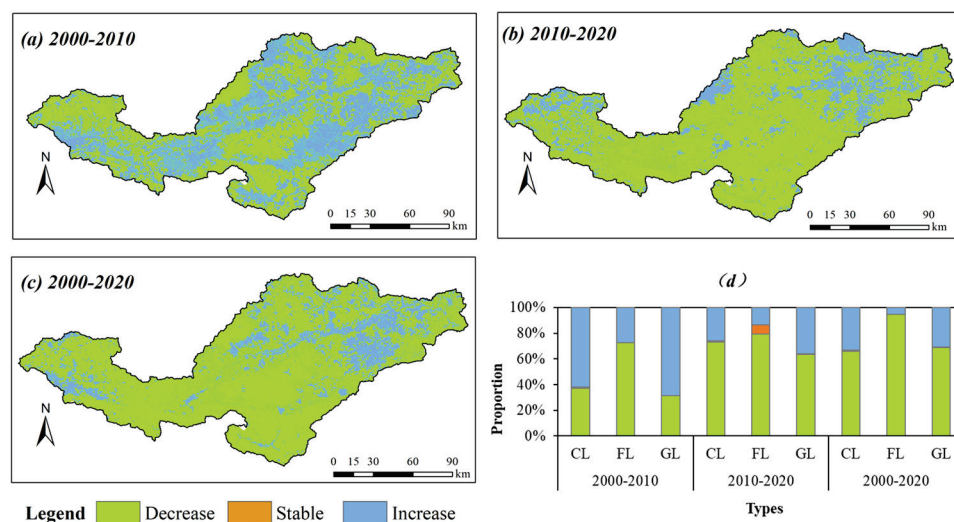 (a) 2000-2010
N
0 15 30 60 90
km
(b) 2010-2020
N
0 15 30 60 90
km
(c) 2000-2020
N
0 15 30 60 90
km
Legend Decrease Stable Increase
(d)
100%
80%
60%
40%
20%
0%
Proportion
CL FL GL CL FL GL CL FL GL
2000-2010 2010-2020 2000-2020
Types